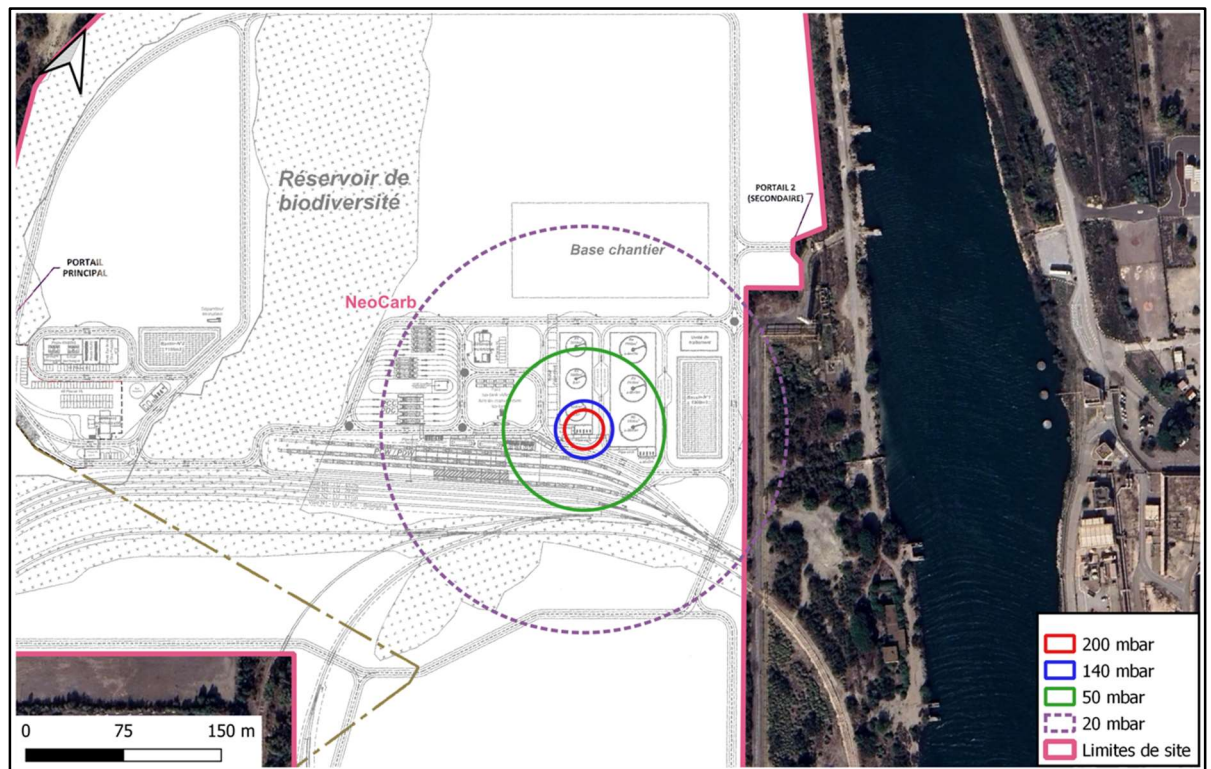 Réservoir de
biodiversité
PORTAIL 2
(SECONDAIRE)
Base chantier
PORTAIL
PRINCIPAL
NeoCarb
0 75 150 m
200 mbar
140 mbar
50 mbar
20 mbar
Limites de site